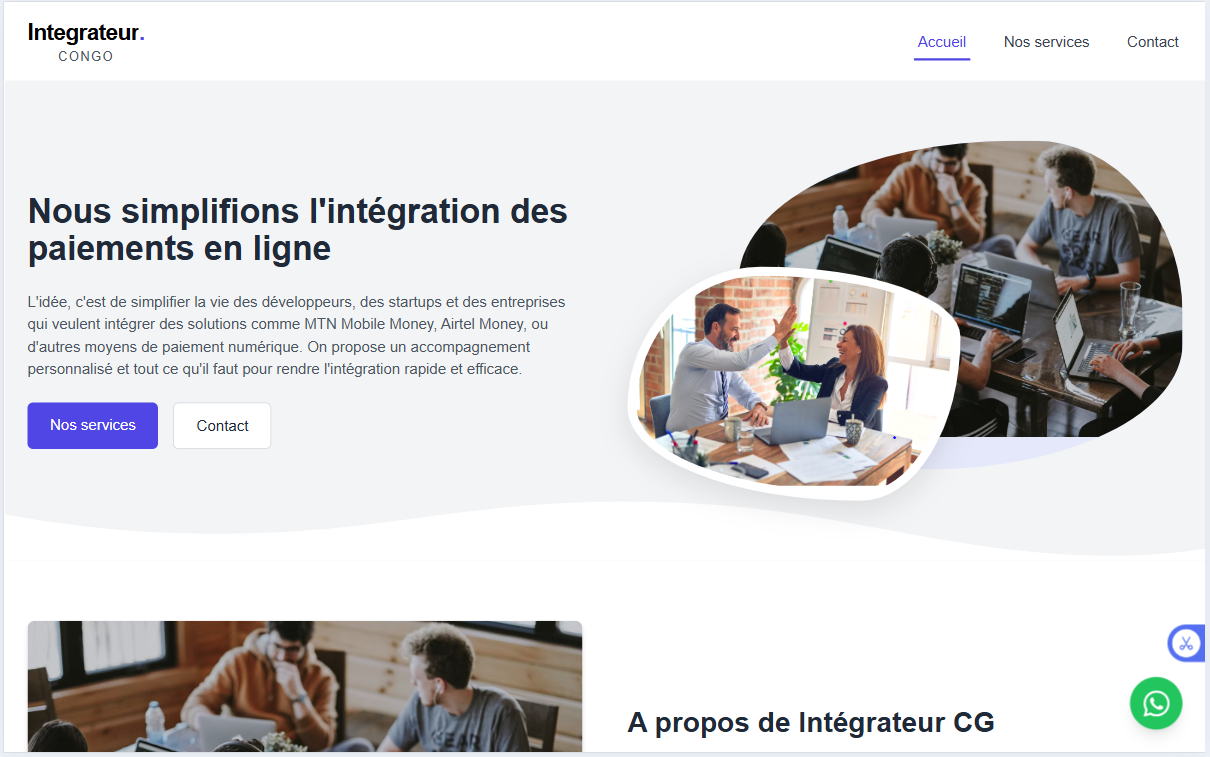 Integrateur.
CONGO
Accueil
Nos services
Contact
Nous simplifions l'intégration des
paiements en ligne
L'idée, c'est de simplifier la vie des développeurs, des startups et des entreprises
qui veulent intégrer des solutions comme MTN Mobile Money, Airtel Money, ou
d'autres moyens de paiement numérique. On propose un accompagnement
personnalisé et tout ce qu'il faut pour rendre l'intégration rapide et efficace.
Nos services
Contact
A propos de Intégrateur CG